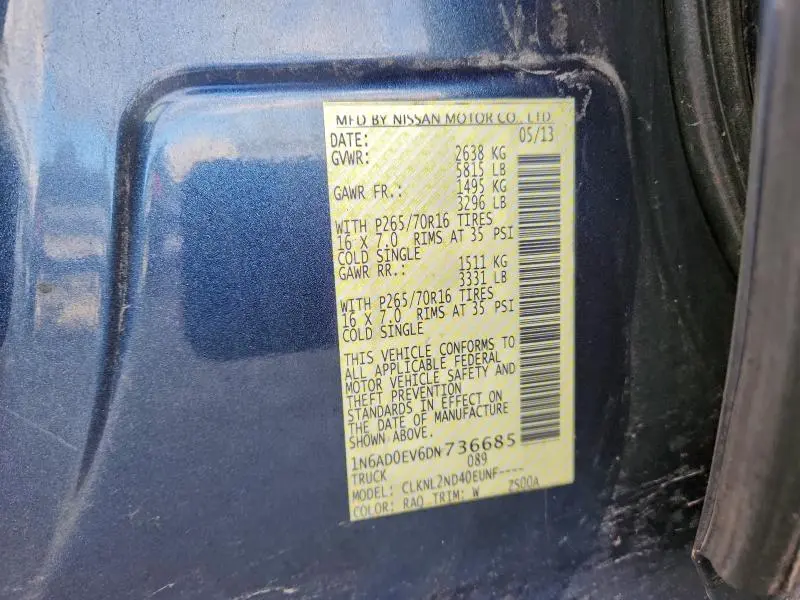 MFD BY NISSAN MOTOR CO., LTD.
DATE: 05/13
GVWR: 2638 KG
5815 LB
GAWR FR.: 1495 KG
3296 LB
WITH P265/70R16 TIRES
16 X 7.0 RIMS AT 35 PSI
COLD SINGLE
GAWR RR.: 1511 KG
3331 LB
WITH P265/70R16 TIRES
16 X 7.0 RIMS AT 35 PSI
COLD SINGLE
THIS VEHICLE CONFORMS TO
ALL APPLICABLE FEDERAL
MOTOR VEHICLE SAFETY AND
THEFT PREVENTION
STANDARDS IN EFFECT ON
THE DATE OF MANUFACTURE
SHOWN ABOVE.
1N6AD0EV6DN736685
TRUCK 089
MODEL: CLKNL2ND40EUNF----
COLOR: RAQ TRIM: W ZS00A